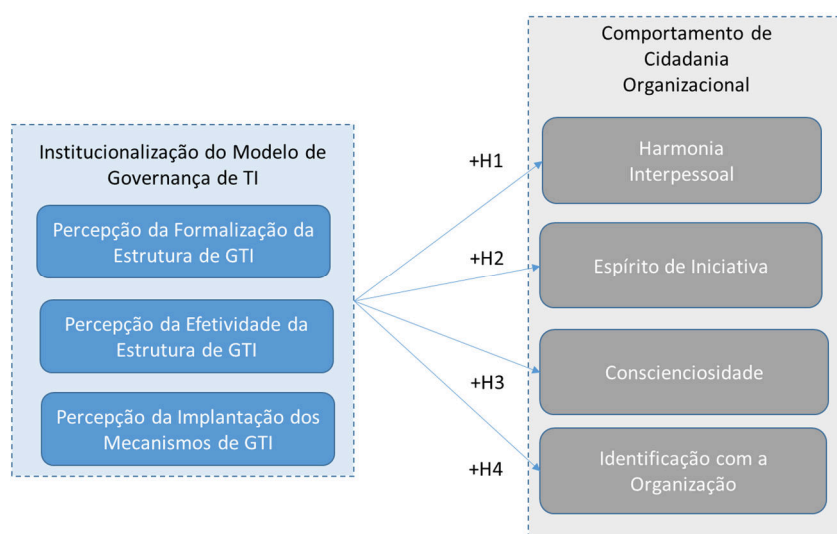 Institucionalização do Modelo de
Governança de TI
Percepção da Formalização da
Estrutura de GTI
Percepção da Efetividade da
Estrutura de GTI
Percepção da Implantação dos
Mecanismos de GTI
+H1
+H2
+H3
+H4
Comportamento de
Cidadania
Organizacional
Harmonia
Interpessoal
Espírito de Iniciativa
Conscienciosidade
Identificação com a
Organização